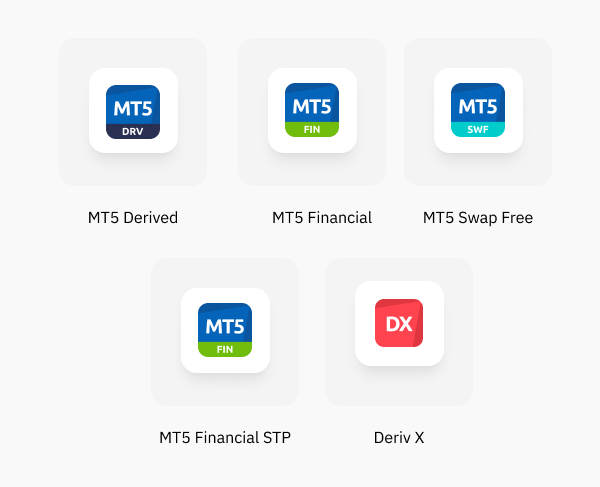 MT5
DRV
MT5
FIN
MT5
SWF
MT5 Derived
MT5 Financial
MT5 Swap Free
MT5
FIN
DX
MT5 Financial STP
Deriv X